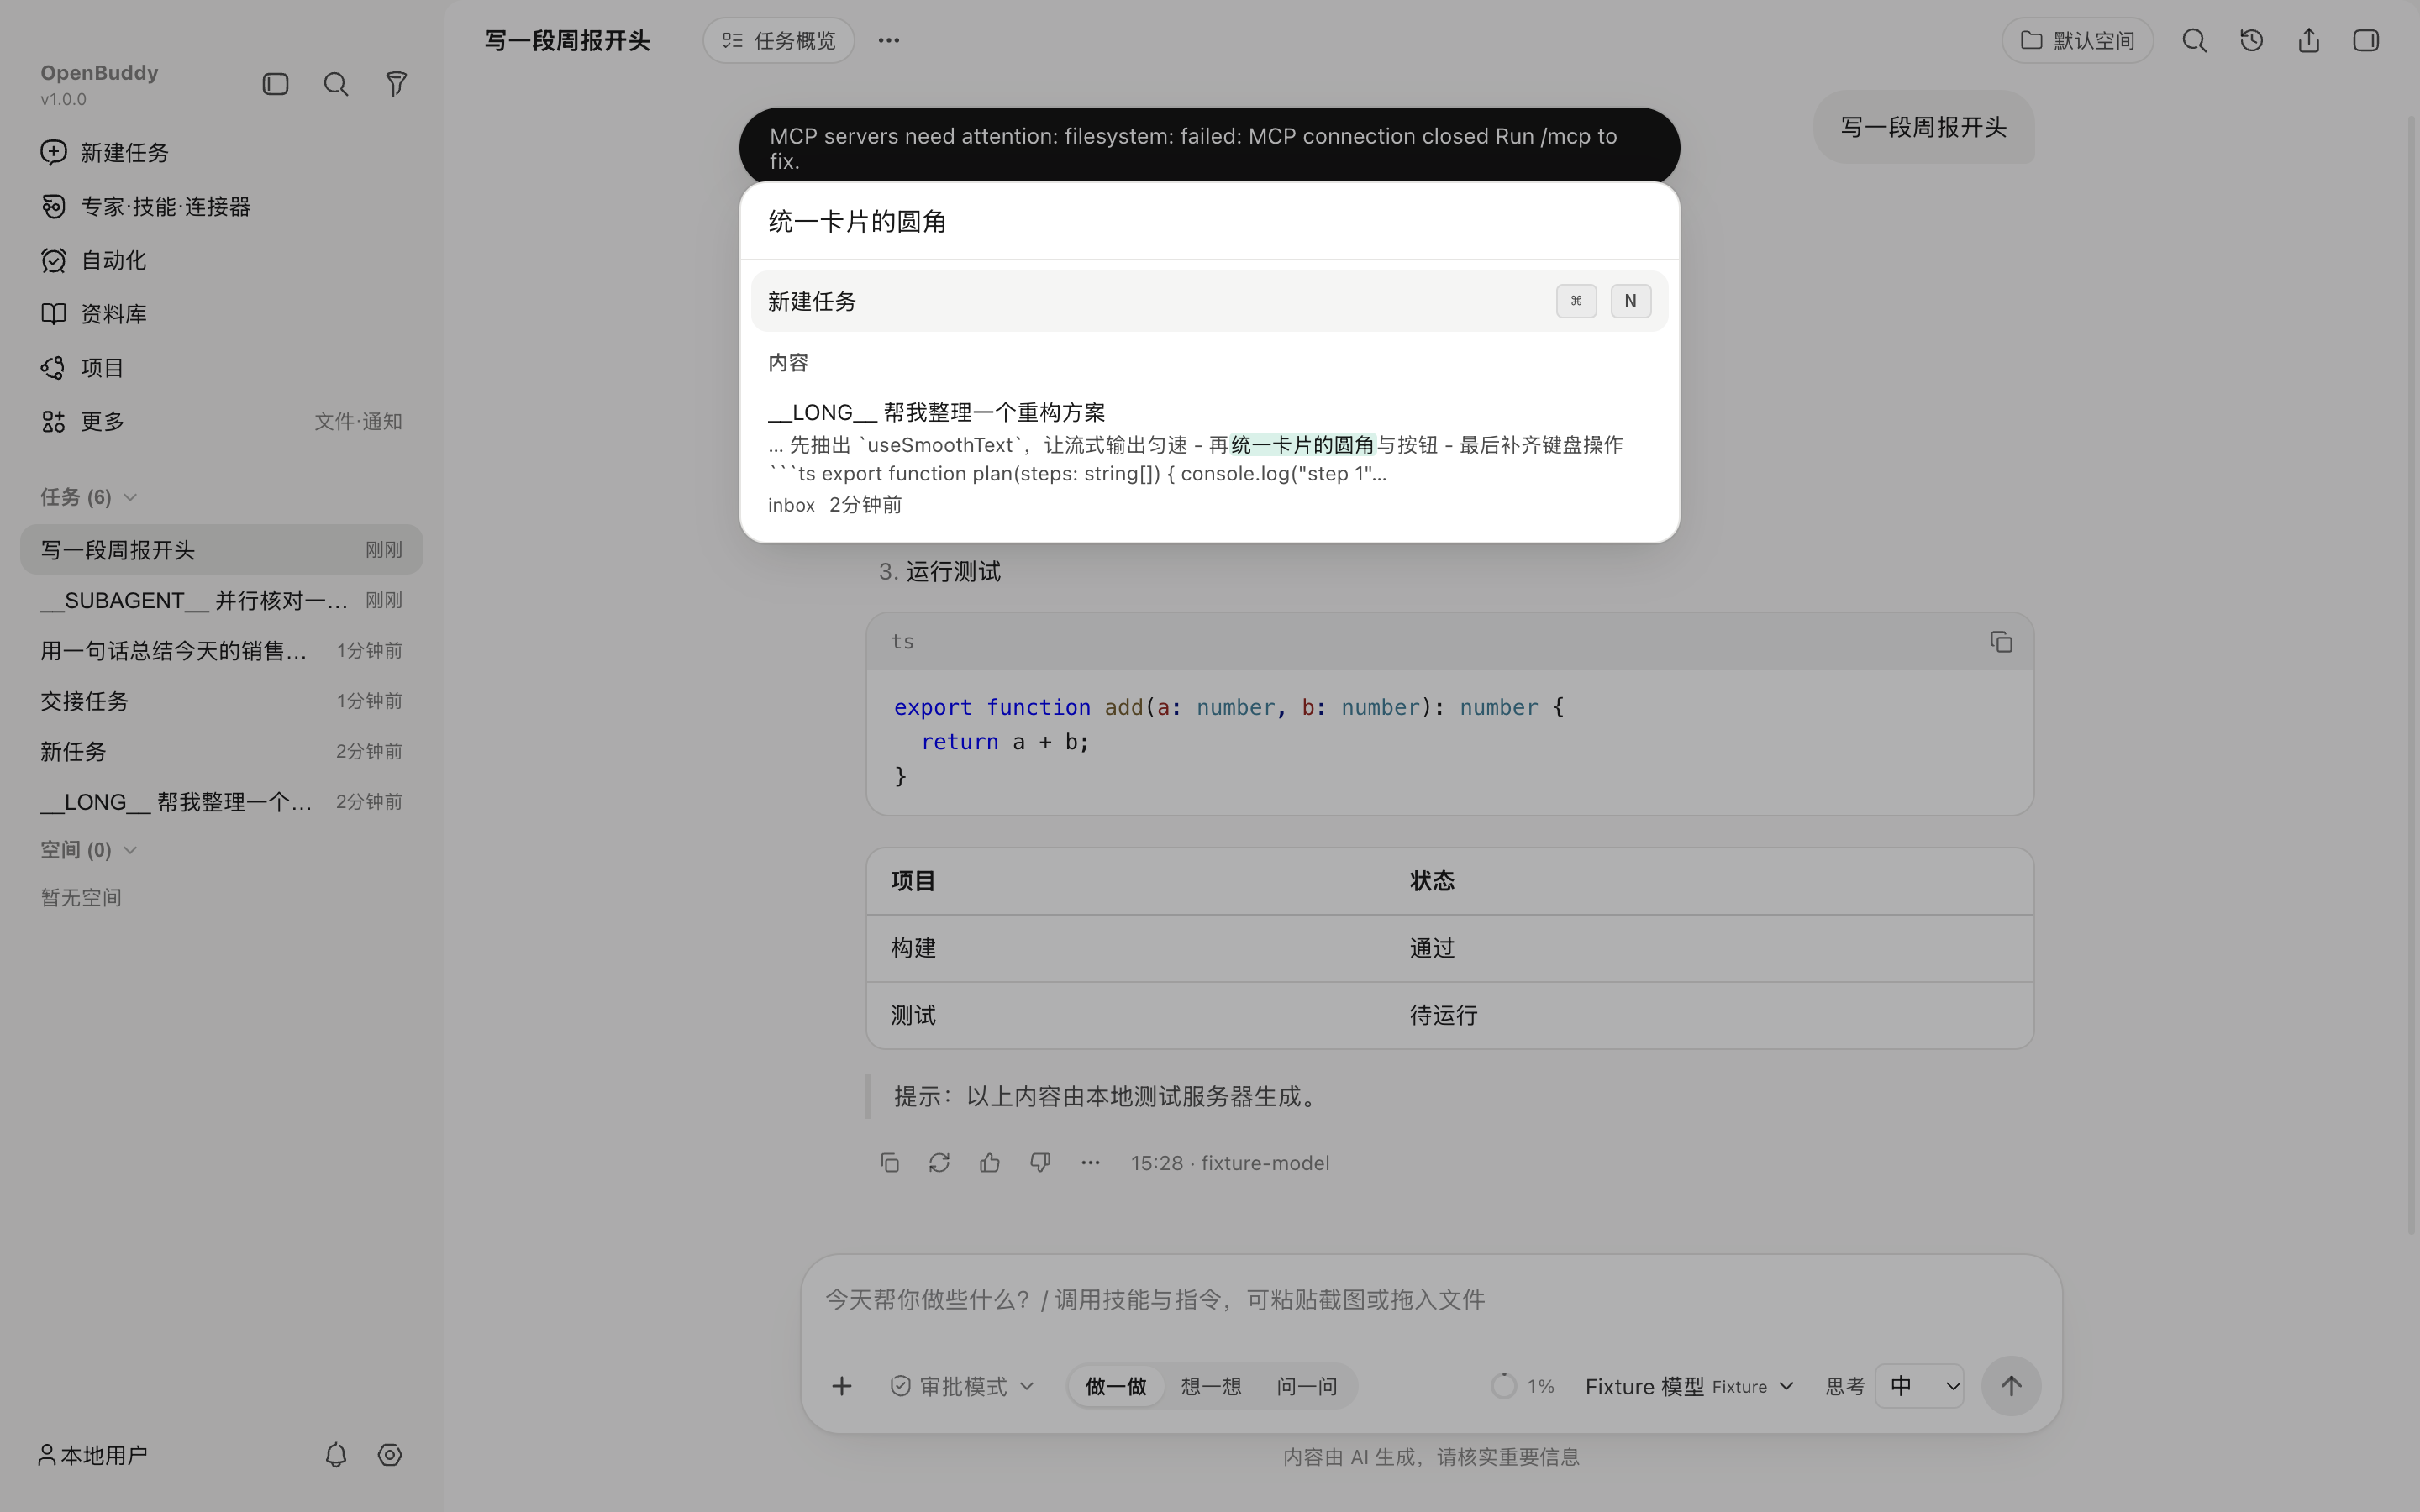 OpenBuddy
v1.0.0
新建任务
专家·技能·连接器
自动化
资料库
项目
更多
文件·通知
任务 (6)
写一段周报开头
刚刚
__SUBAGENT__ 并行核对一…
刚刚
用一句话总结今天的销售…
1分钟前
交接任务
1分钟前
新任务
2分钟前
__LONG__ 帮我整理一个…
2分钟前
空间 (0)
暂无空间
本地用户
写一段周报开头
任务概览
默认空间
写一段周报开头
MCP servers need attention: filesystem: failed: MCP connection closed Run /mcp to
fix.
统一卡片的圆角
新建任务
⌘ N
内容
__LONG__ 帮我整理一个重构方案
... 先抽出 `useSmoothText`，让流式输出匀速 - 再统一卡片的圆角与按钮 - 最后补齐键盘操作
```ts export function plan(steps: string[]) { console.log("step 1"...
inbox 2分钟前
3. 运行测试
ts
export function add(a: number, b: number): number {
return a + b;
}
项目 状态
构建 通过
测试 待运行
提示：以上内容由本地测试服务器生成。
15:28 · fixture-model
今天帮你做些什么？/ 调用技能与指令，可粘贴截图或拖入文件
审批模式
做一做
想一想
问一问
1%
Fixture 模型 Fixture
思考
中
内容由 AI 生成，请核实重要信息